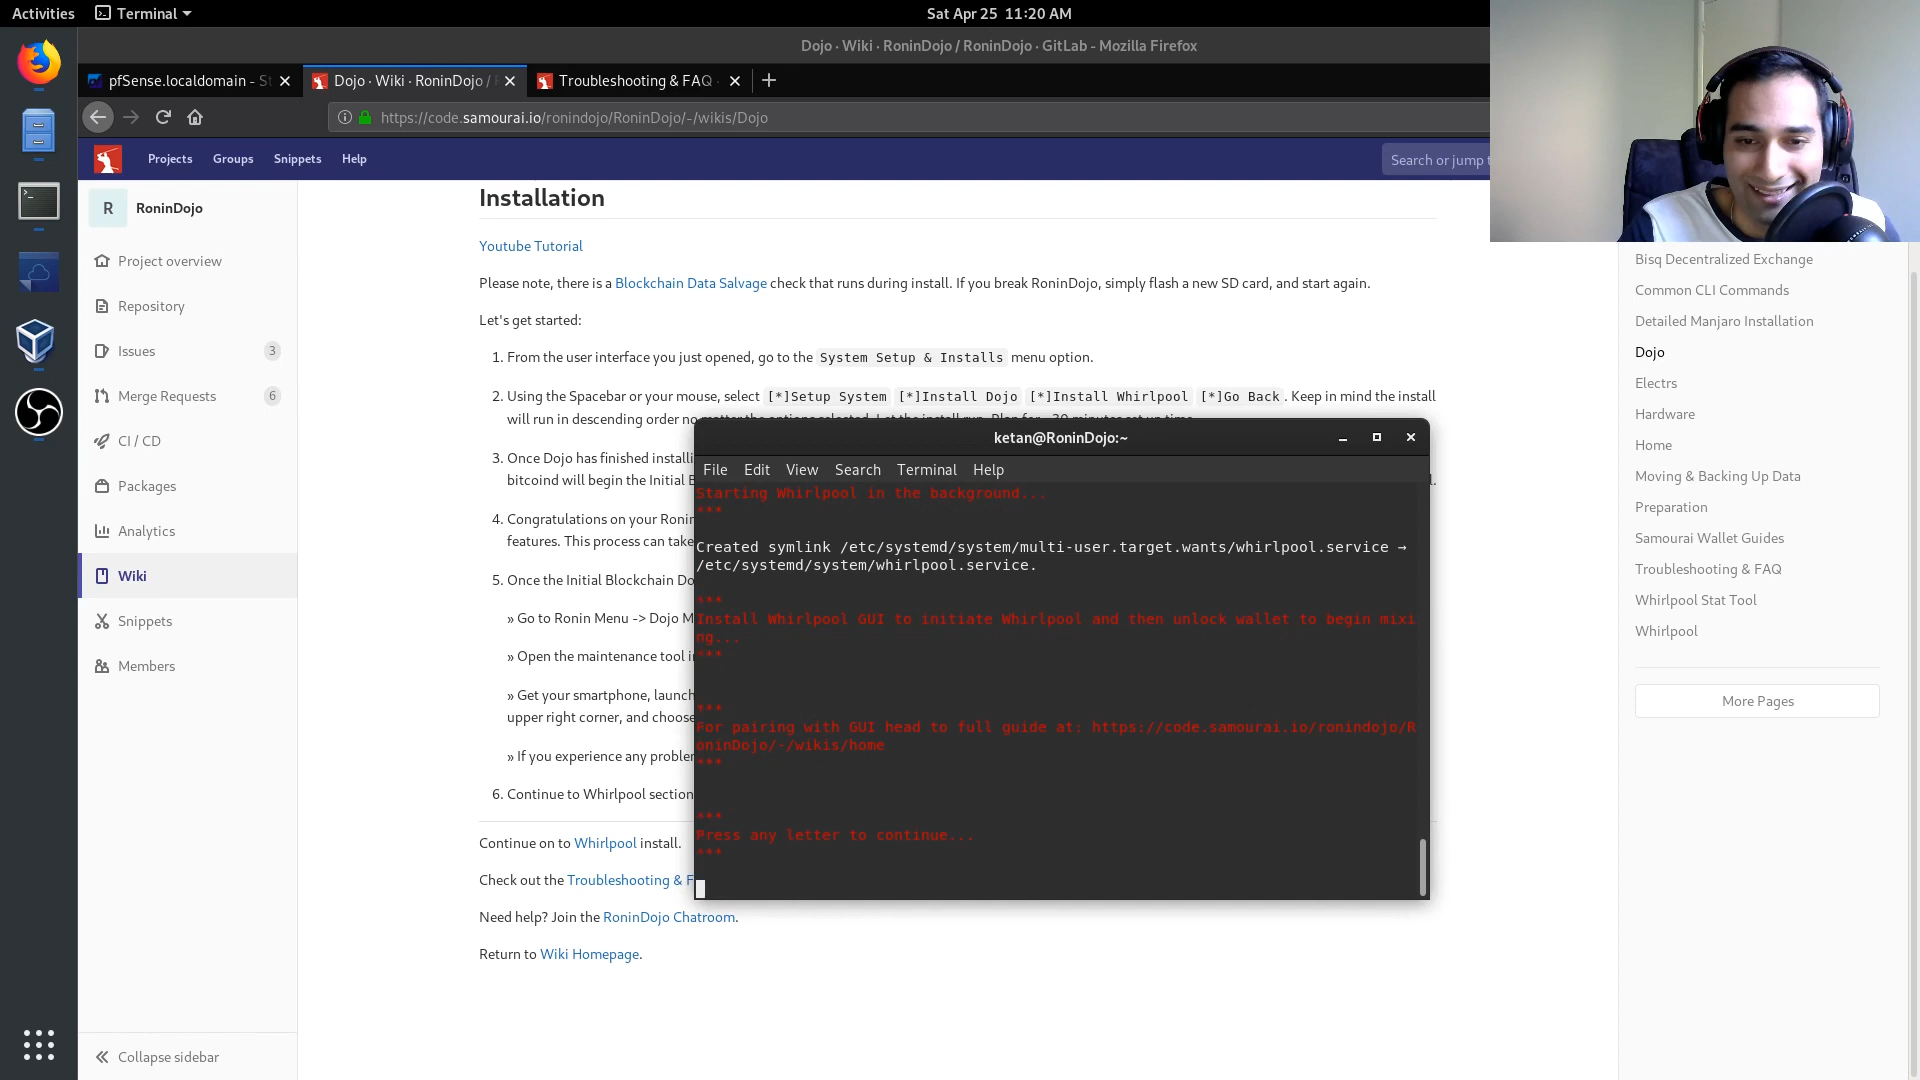 Activities
Terminal
Sat Apr 25 11:20 AM
Dojo · Wiki · RoninDojo / RoninDojo · GitLab - Mozilla Firefox
pfSense.localdomain - St
Dojo · Wiki · RoninDojo /
Troubleshooting & FAQ
https://code.samourai.io/ronindojo/RoninDojo/-/wikis/Dojo
Projects
Groups
Snippets
Help
Search or jump t
R
RoninDojo
Project overview
Repository
Issues
3
Merge Requests
6
CI / CD
Packages
Analytics
Wiki
Snippets
Members
Collapse sidebar
Installation
Youtube Tutorial
Please note, there is a Blockchain Data Salvage check that runs during install. If you break RoninDojo, simply flash a new SD card, and start again.
Let's get started:
1. From the user interface you just opened, go to the System Setup & Installs menu option.
2. Using the Spacebar or your mouse, select [*]Setup System [*]Install Dojo [*]Install Whirlpool [*]Go Back. Keep in mind the install
will run in descending order no
3. Once Dojo has finished installi
bitcoind will begin the Initial B
4. Congratulations on your Ronin
features. This process can take
5. Once the Initial Blockchain Do
» Go to Ronin Menu -> Dojo M
» Open the maintenance tool in
» Get your smartphone, launch
upper right corner, and choose
» If you experience any problem
6. Continue to Whirlpool section
Continue on to Whirlpool install.
Check out the Troubleshooting & F
Need help? Join the RoninDojo Chatroom.
Return to Wiki Homepage.
ketan@RoninDojo:~
File Edit View Search Terminal Help
Starting Whirlpool in the background...
***
Created symlink /etc/systemd/system/multi-user.target.wants/whirlpool.service →
/etc/systemd/system/whirlpool.service.
***
Install Whirlpool GUI to initiate Whirlpool and then unlock wallet to begin mixi
ng...
***
***
For pairing with GUI head to full guide at: https://code.samourai.io/ronindojo/R
oninDojo/-/wikis/home
***
***
Press any letter to continue...
***
Bisq Decentralized Exchange
Common CLI Commands
Detailed Manjaro Installation
Dojo
Electrs
Hardware
Home
Moving & Backing Up Data
Preparation
Samourai Wallet Guides
Troubleshooting & FAQ
Whirlpool Stat Tool
Whirlpool
More Pages